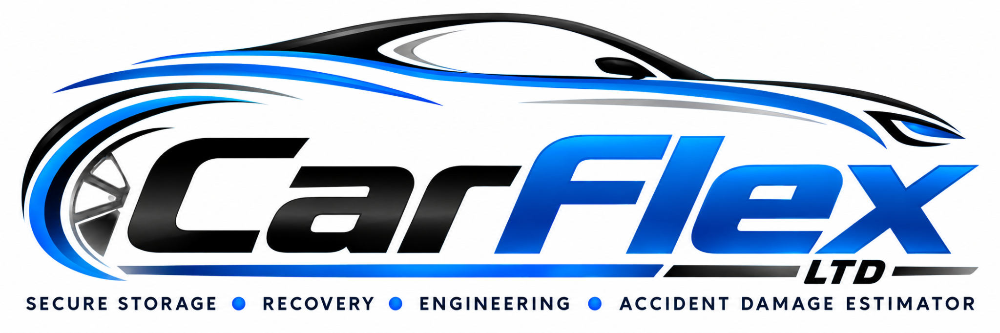 CarFlex
LTD
SECURE STORAGE ● RECOVERY ● ENGINEERING ● ACCIDENT DAMAGE ESTIMATOR